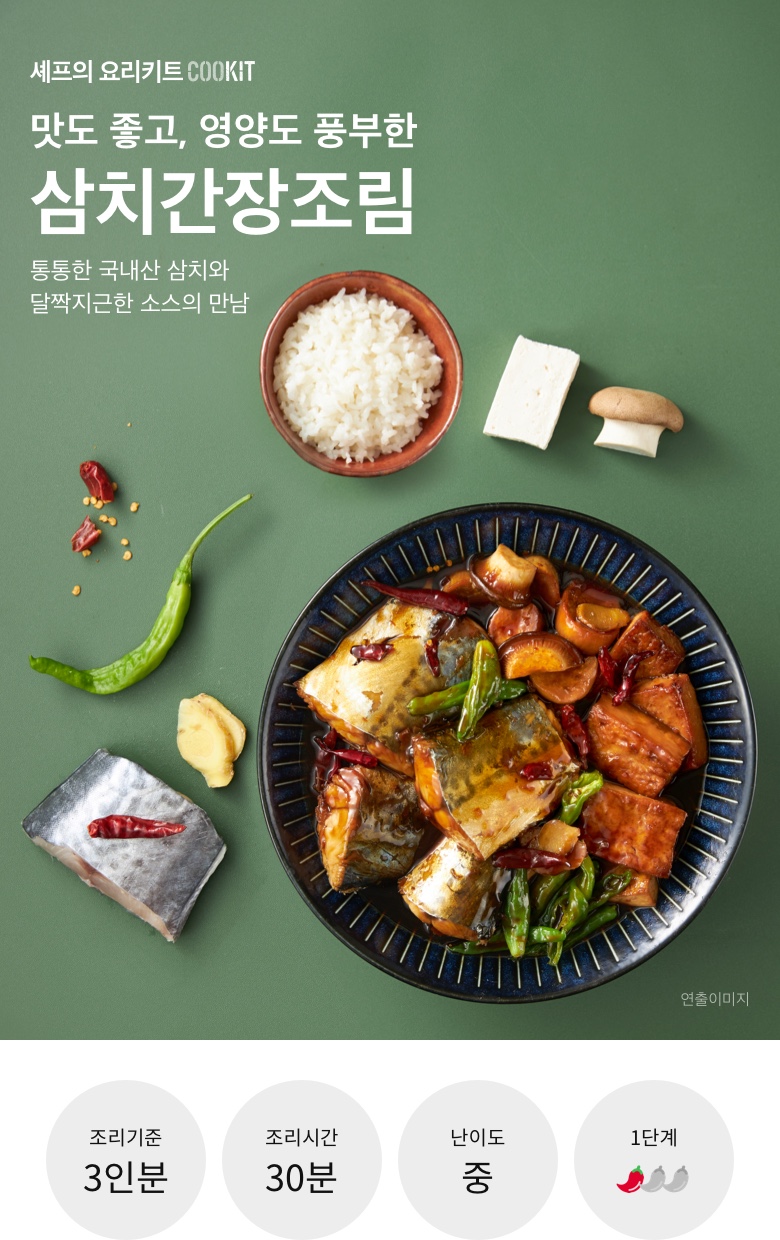 셰프의 요리키트 COOKIT
맛도 좋고, 영양도 풍부한
삼치간장조림
통통한 국내산 삼치와
달짝지근한 소스의 만남
연출이미지
조리기준
3인분
조리시간
30분
난이도
중
1단계